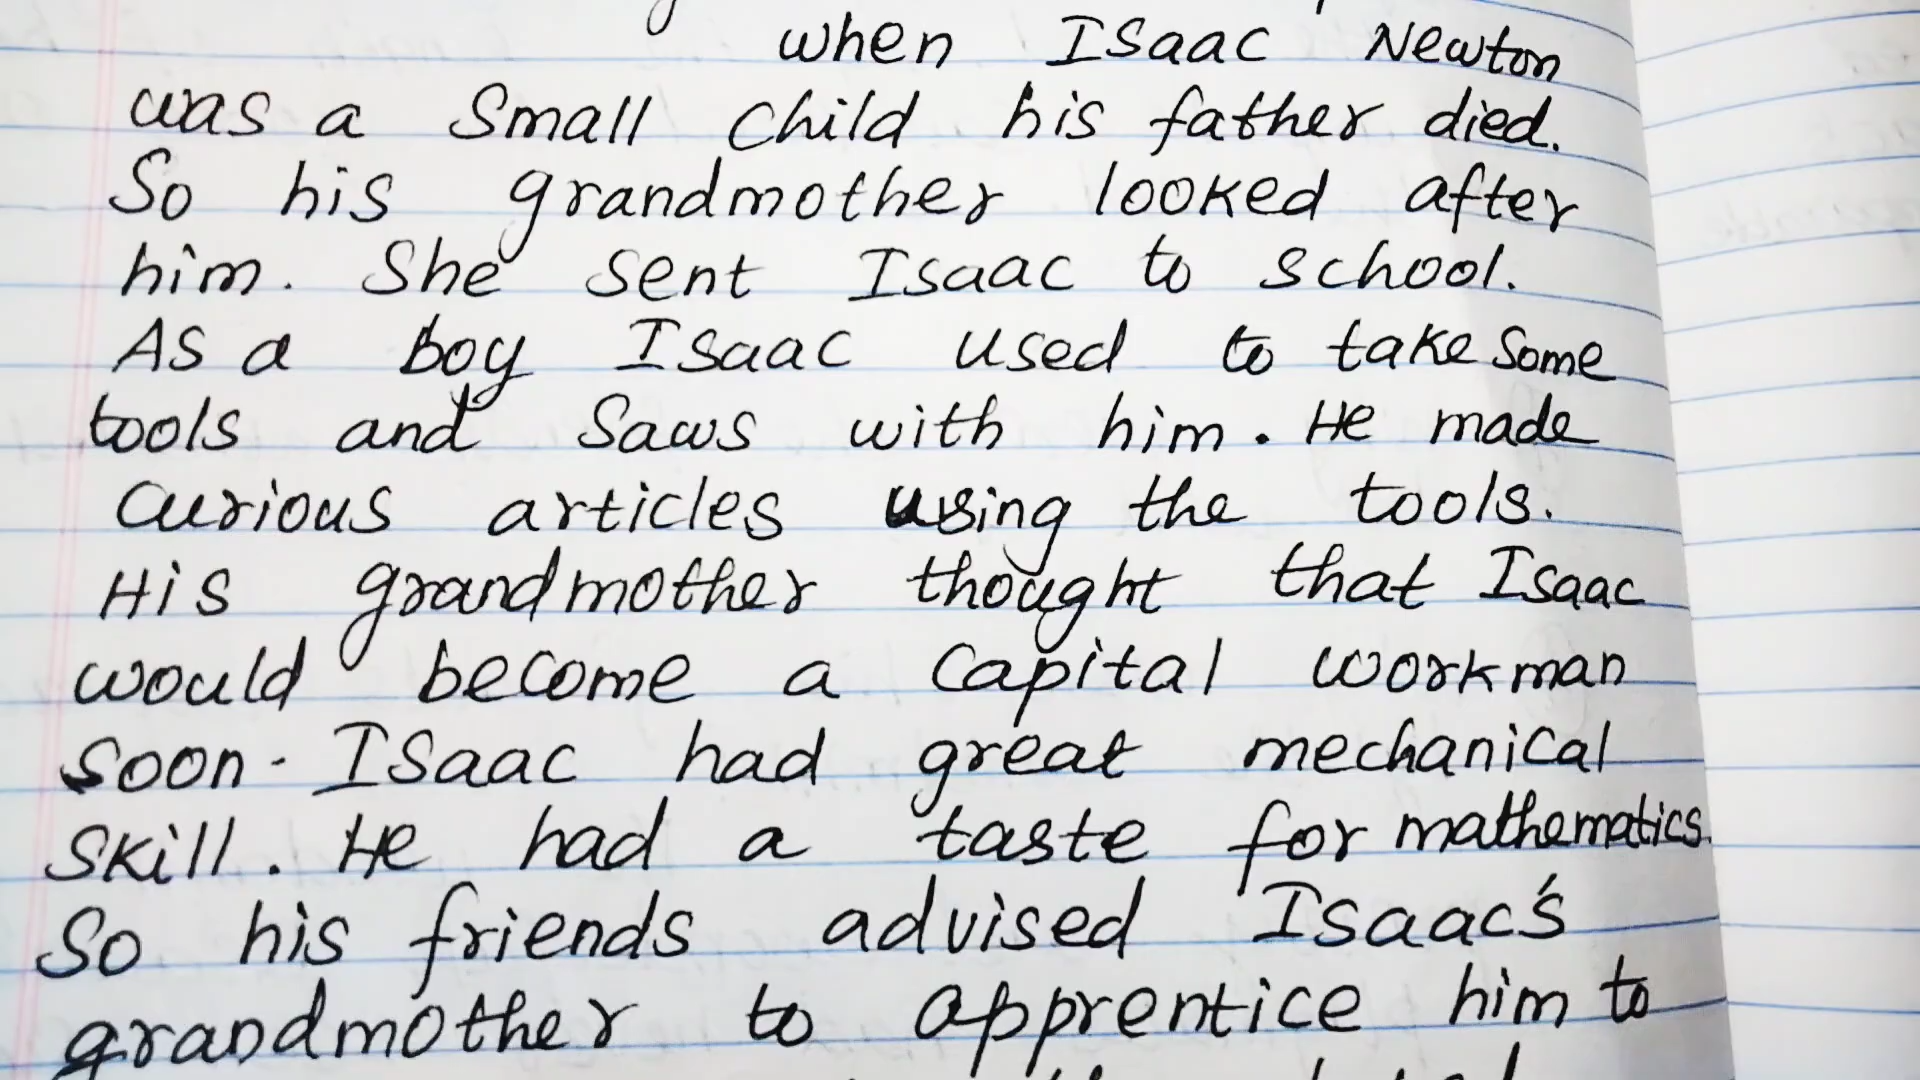 when Isaac Newton
was a small child his father died.
So his grandmother looked after
him. She sent Isaac to school.
As a boy Isaac used to take some
tools and saws with him. He made
curious articles using the tools.
His grandmother thought that Isaac
would become a capital workman
soon. Isaac had great mechanical
skill. He had a taste for mathematics.
So his friends advised Isaac's
grandmother to apprentice him to